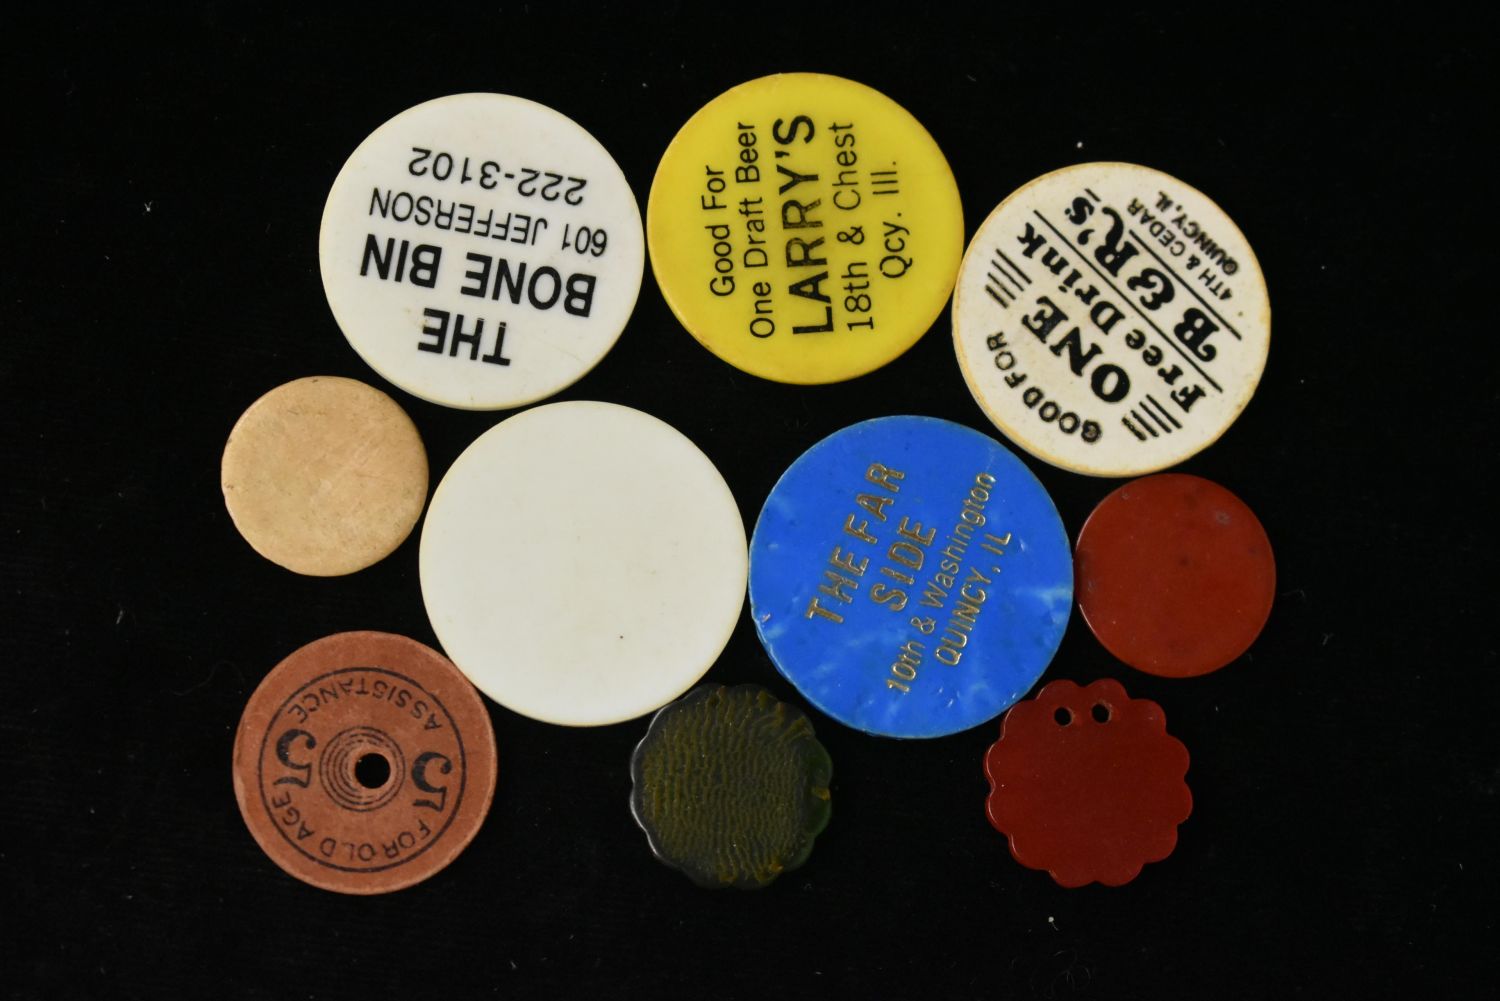 THE
BONE BIN
601 JEFFERSON
222-3102
Good For
One Draft Beer
LARRY'S
18th & Chest
Qcy. Ill.
GOOD FOR
ONE
Free Drink
B & R's
4TH & CEDAR
QUINCY, IL
THE FAR
SIDE
10th & Washington
QUINCY, IL
5 5
FOR OLD AGE
ASSISTANCE